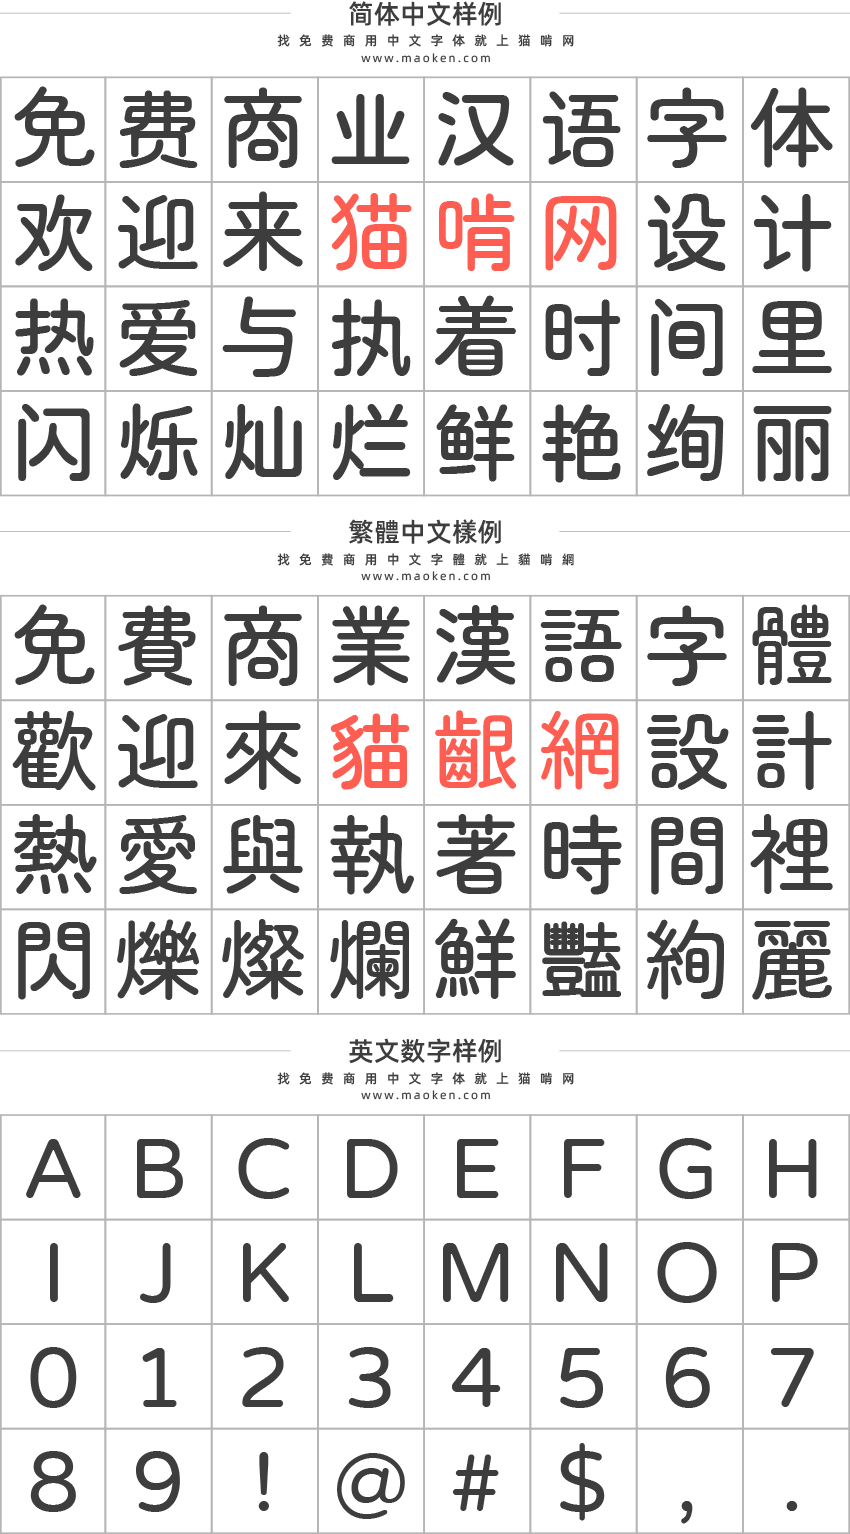 简体中文样例
找免费商用中文字体就上猫啃网
www.maoken.com
免费商业汉语字体
欢迎来猫啃网设计
热爱与执着时间里
闪烁灿烂鲜艳绚丽
繁體中文樣例
找免費商用中文字體就上貓啃網
www.maoken.com
免費商業漢語字體
歡迎來貓齦網設計
熱愛與執著時間裡
閃爍燦爛鮮豔絢麗
英文数字样例
找免费商用中文字体就上猫啃网
www.maoken.com
A B C D E F G H
I J K L M N O P
0 1 2 3 4 5 6 7
8 9 ! @ # $ , .